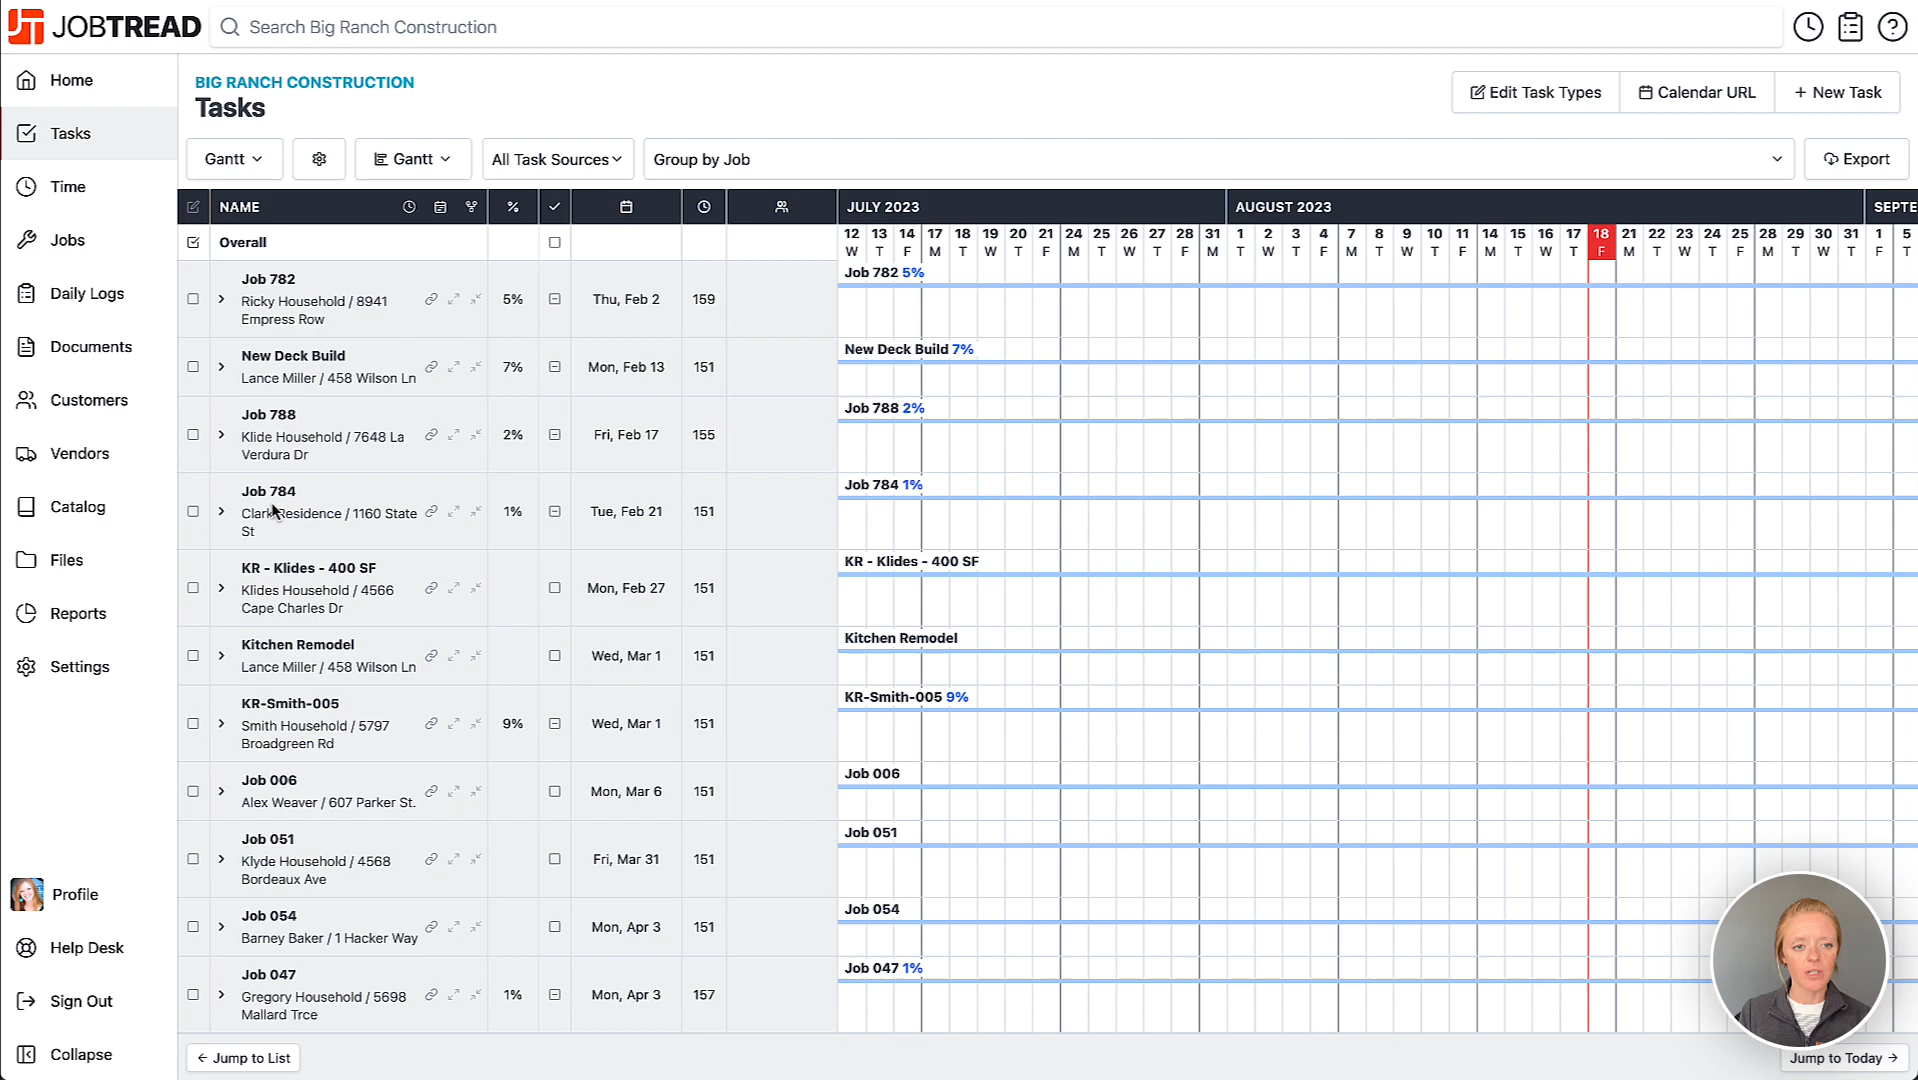 JOBTREAD
Search Big Ranch Construction
Home
Tasks
Time
Jobs
Daily Logs
Documents
Customers
Vendors
Catalog
Files
Reports
Settings
Profile
Help Desk
Sign Out
Collapse
BIG RANCH CONSTRUCTION
Tasks
Edit Task Types
Calendar URL
+ New Task
Gantt
Gantt
All Task Sources
Group by Job
Export
NAME % JULY 2023 AUGUST 2023 SEPTE
12 13 14 17 18 19 20 21 24 25 26 27 28 31 1 2 3 4 7 8 9 10 11 14 15 16 17 18 21 22 23 24 25 28 29 30 31 1 5
W T F M T W T F M T W T F M T W T F M T W T F M T W T F M T W T F M T W T F T
Overall
Job 782
Ricky Household / 8941
Empress Row
5% Thu, Feb 2 159
Job 782 5%
New Deck Build
Lance Miller / 458 Wilson Ln
7% Mon, Feb 13 151
New Deck Build 7%
Job 788
Klide Household / 7648 La
Verdura Dr
2% Fri, Feb 17 155
Job 788 2%
Job 784
Clark Residence / 1160 State
St
1% Tue, Feb 21 151
Job 784 1%
KR - Klides - 400 SF
Klides Household / 4566
Cape Charles Dr
Mon, Feb 27 151
KR - Klides - 400 SF
Kitchen Remodel
Lance Miller / 458 Wilson Ln
Wed, Mar 1 151
Kitchen Remodel
KR-Smith-005
Smith Household / 5797
Broadgreen Rd
9% Wed, Mar 1 151
KR-Smith-005 9%
Job 006
Alex Weaver / 607 Parker St.
Mon, Mar 6 151
Job 006
Job 051
Klyde Household / 4568
Bordeaux Ave
Fri, Mar 31 151
Job 051
Job 054
Barney Baker / 1 Hacker Way
Mon, Apr 3 151
Job 054
Job 047
Gregory Household / 5698
Mallard Trce
1% Mon, Apr 3 157
Job 047 1%
← Jump to List
Jump to Today →